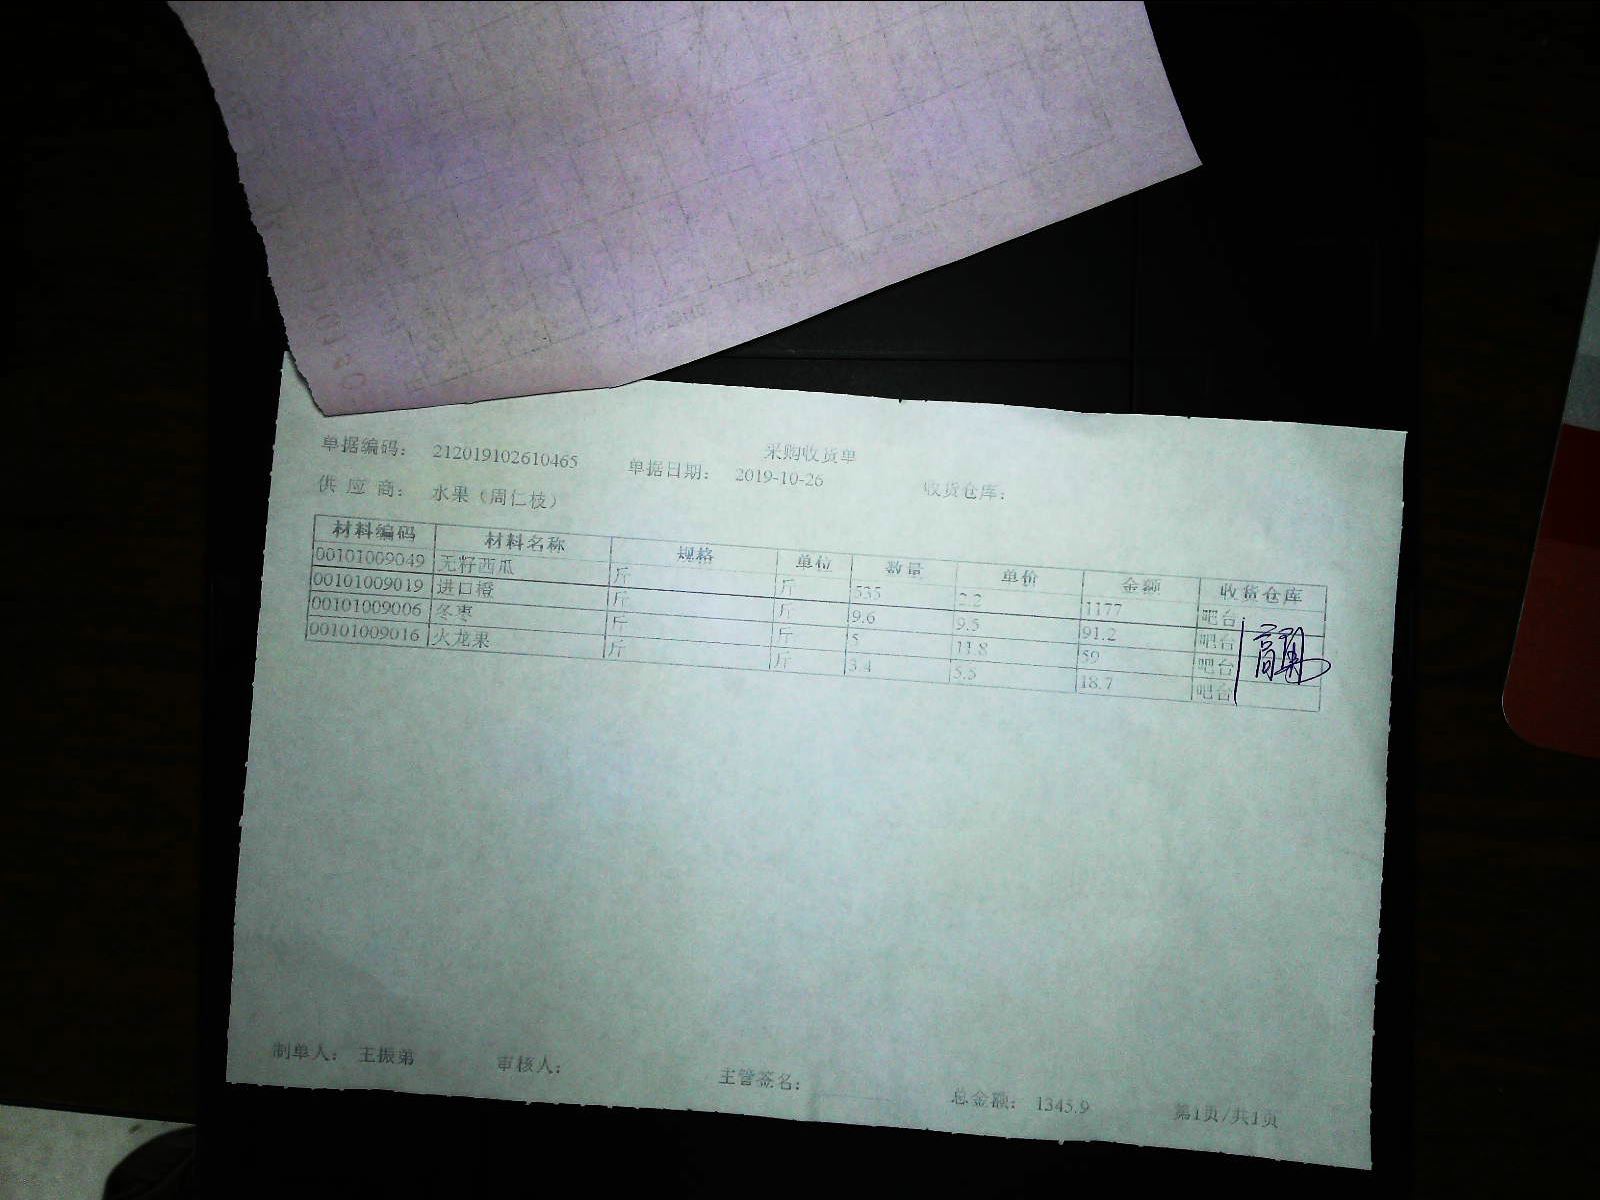 采购收货单
单据编码： 212019102610465 单据日期： 2019-10-26 收货仓库：
供 应 商： 水果（周仁枝）
材料编码 材料名称 规格 单位 数量 单价 金额 收货仓库
00101009049 无籽西瓜 斤 斤 535 2.2 1177 吧台
00101009019 进口橙 斤 斤 9.6 9.5 91.2 吧台
00101009006 冬枣 斤 斤 5 11.8 59 吧台
00101009016 火龙果 斤 斤 3.4 5.5 18.7 吧台
制单人： 王振弟 审核人： 主管签名： 总金额： 1345.9 第1页/共1页